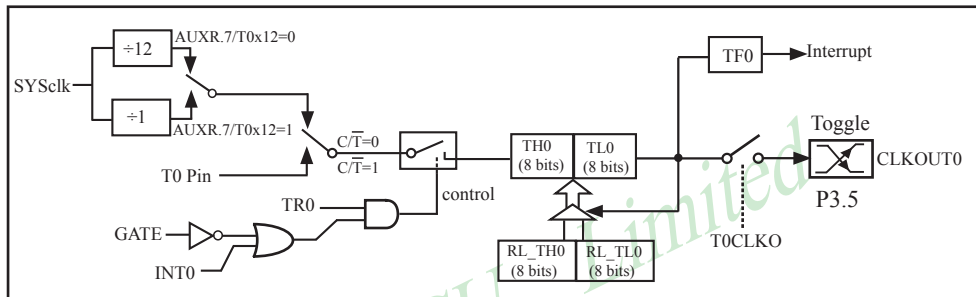 ÷12
AUXR.7/T0x12=0
SYSclk
÷1
AUXR.7/T0x12=1
C/T̅=0
C/T̅=1
T0 Pin
TR0
GATE
INT0
control
TH0
(8 bits)
TL0
(8 bits)
RL_TH0
(8 bits)
RL_TL0
(8 bits)
TF0
Interrupt
Toggle
CLKOUT0
P3.5
T0CLKO
Limited